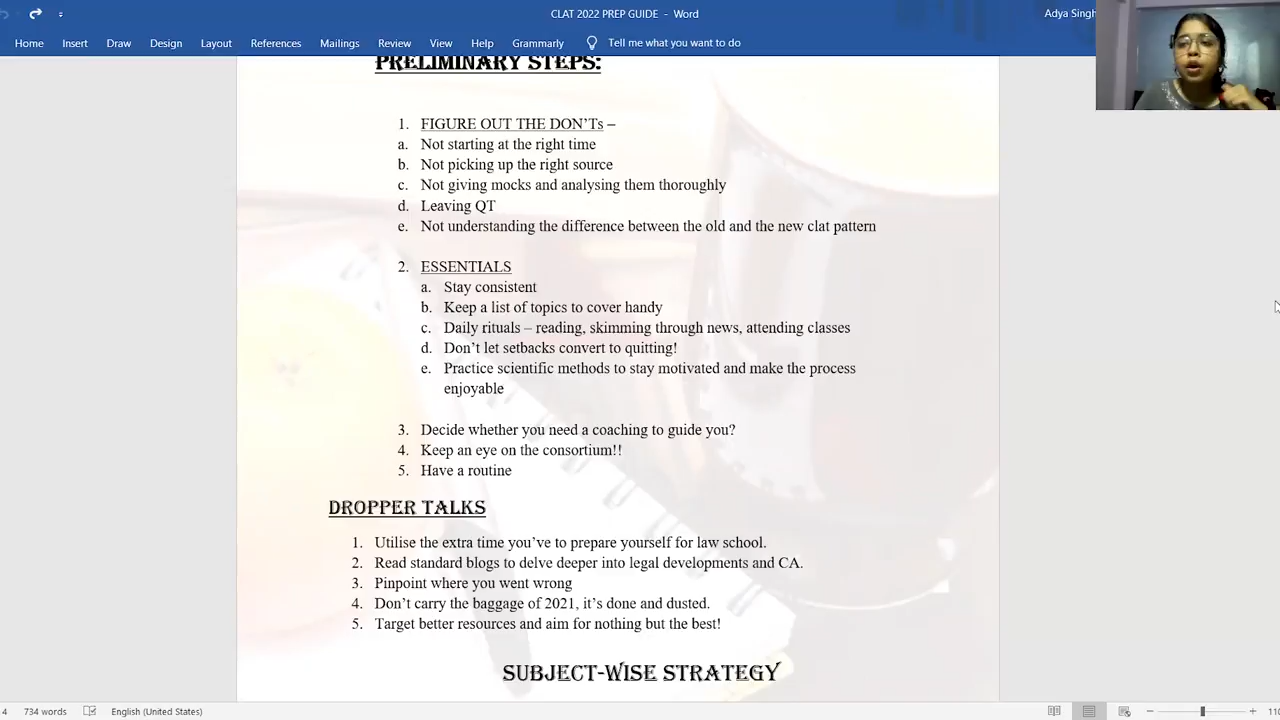 CLAT 2022 PREP GUIDE - Word
Adya Singh
Home Insert Draw Design Layout References Mailings Review View Help Grammarly Tell me what you want to do
PRELIMINARY STEPS:
1. FIGURE OUT THE DON'Ts –
a. Not starting at the right time
b. Not picking up the right source
c. Not giving mocks and analysing them thoroughly
d. Leaving QT
e. Not understanding the difference between the old and the new clat pattern
2. ESSENTIALS
a. Stay consistent
b. Keep a list of topics to cover handy
c. Daily rituals – reading, skimming through news, attending classes
d. Don't let setbacks convert to quitting!
e. Practice scientific methods to stay motivated and make the process
enjoyable
3. Decide whether you need a coaching to guide you?
4. Keep an eye on the consortium!!
5. Have a routine
DROPPER TALKS
1. Utilise the extra time you've to prepare yourself for law school.
2. Read standard blogs to delve deeper into legal developments and CA.
3. Pinpoint where you went wrong
4. Don't carry the baggage of 2021, it's done and dusted.
5. Target better resources and aim for nothing but the best!
SUBJECT-WISE STRATEGY
4 734 words English (United States) 110